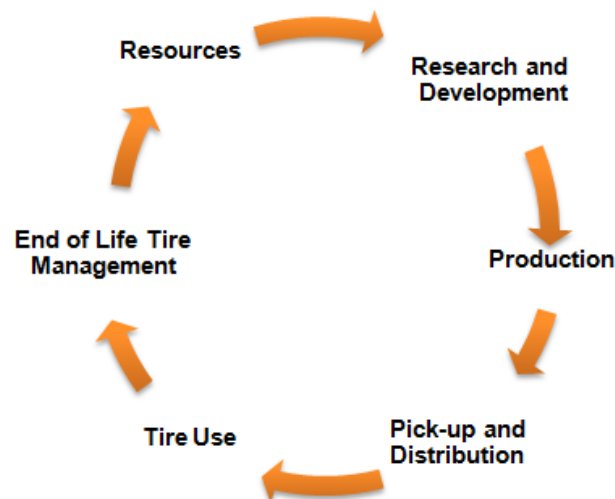 Resources
Research and
Development
Production
Pick-up and
Distribution
Tire Use
End of Life Tire
Management